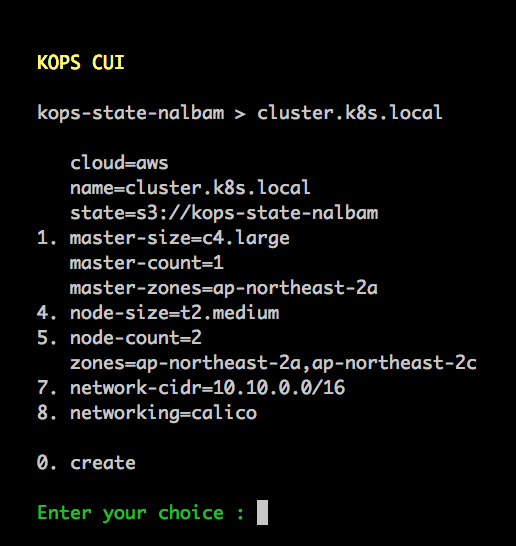 KOPS CUI
kops-state-nalbam > cluster.k8s.local
cloud=aws
name=cluster.k8s.local
state=s3://kops-state-nalbam
1. master-size=c4.large
master-count=1
master-zones=ap-northeast-2a
4. node-size=t2.medium
5. node-count=2
zones=ap-northeast-2a,ap-northeast-2c
7. network-cidr=10.10.0.0/16
8. networking=calico
0. create
Enter your choice :